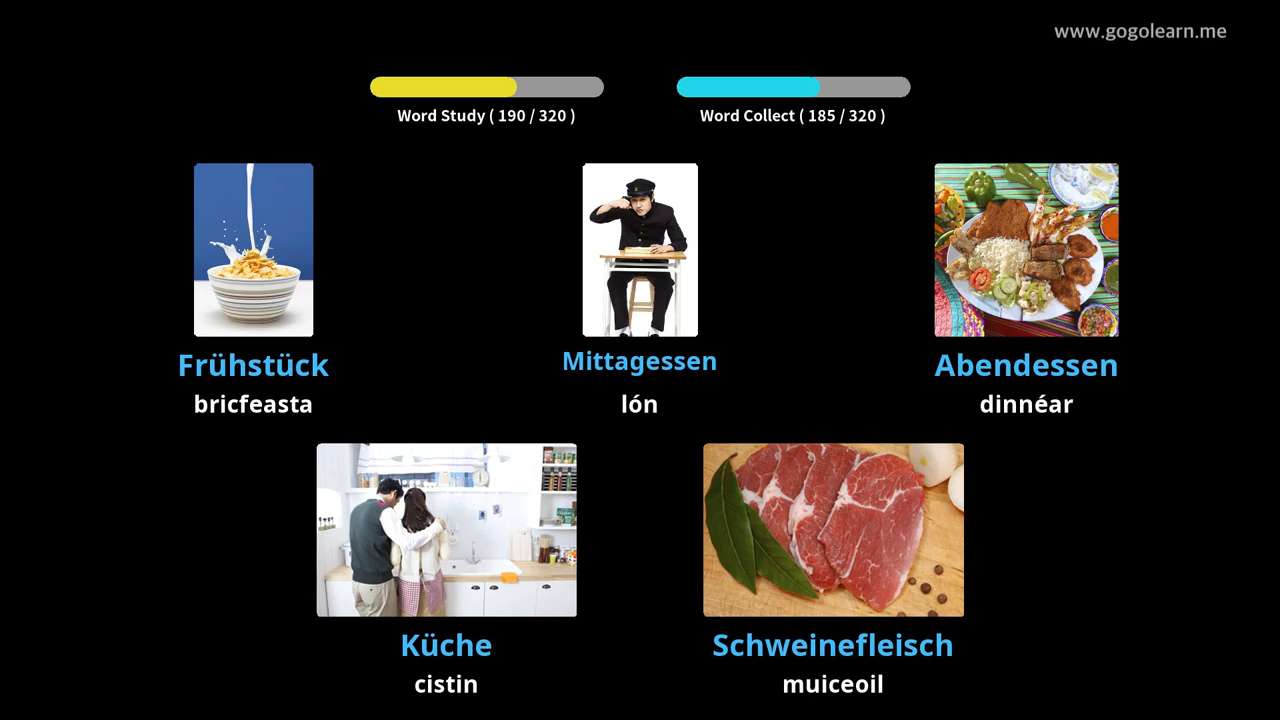 www.gogolearn.me
Word Study ( 190 / 320 )
Word Collect ( 185 / 320 )
Frühstück
bricfeasta
Mittagessen
lón
Abendessen
dinnéar
Küche
cistin
Schweinefleisch
muiceoil